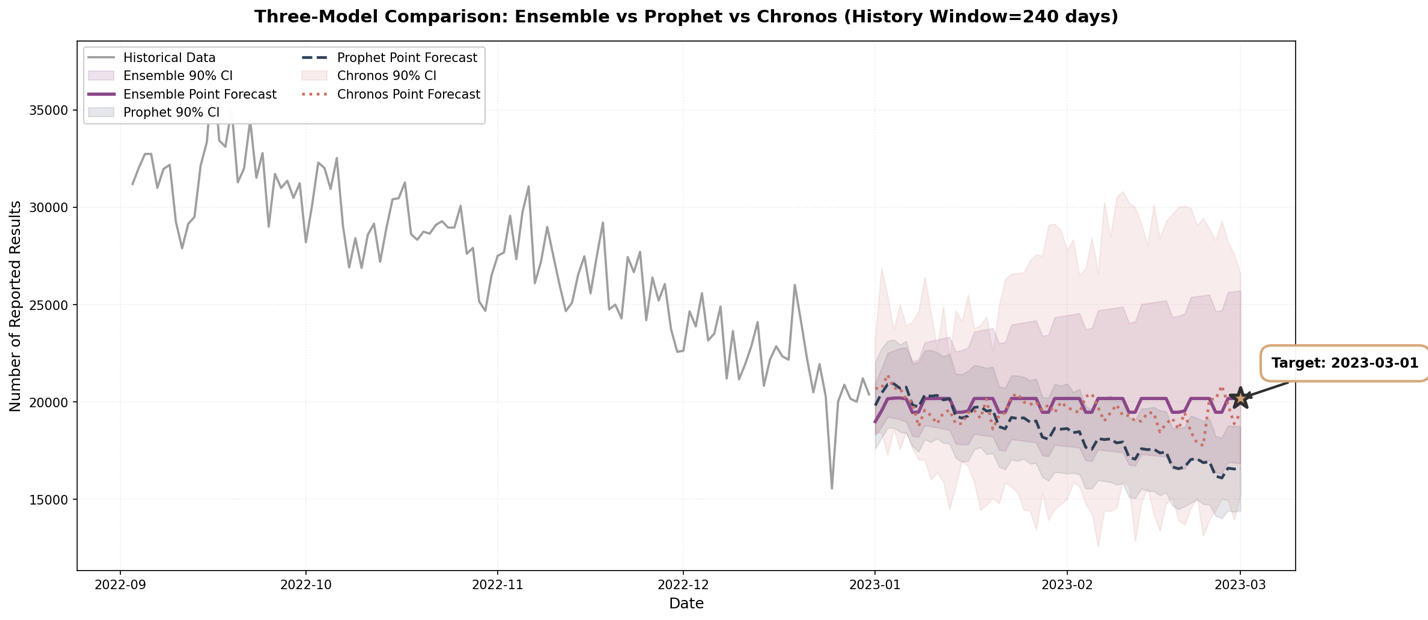 Three-Model Comparison: Ensemble vs Prophet vs Chronos (History Window=240 days)
Historical Data
Ensemble 90% CI
Ensemble Point Forecast
Prophet 90% CI
Prophet Point Forecast
Chronos 90% CI
Chronos Point Forecast
Number of Reported Results
35000
30000
25000
20000
15000
Target: 2023-03-01
2022-09 2022-10 2022-11 2022-12 2023-01 2023-02 2023-03
Date